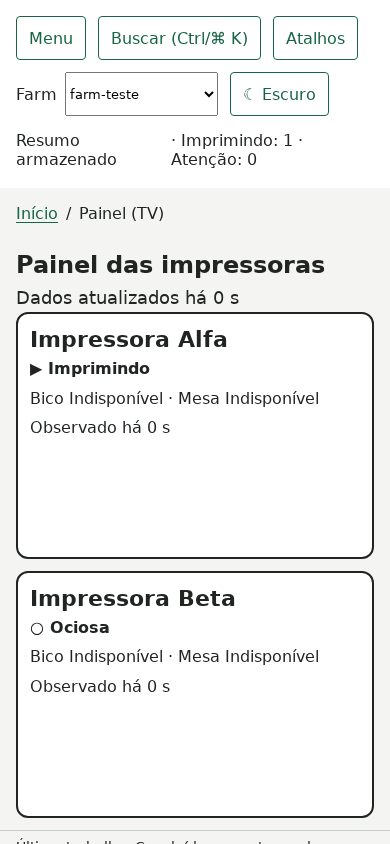 Menu
Buscar (Ctrl/⌘ K)
Atalhos
Farm
farm-teste
☾ Escuro
Resumo armazenado
· Imprimindo: 1 · Atenção: 0
Início / Painel (TV)
Painel das impressoras
Dados atualizados há 0 s
Impressora Alfa
▶ Imprimindo
Bico Indisponível · Mesa Indisponível
Observado há 0 s
Impressora Beta
○ Ociosa
Bico Indisponível · Mesa Indisponível
Observado há 0 s